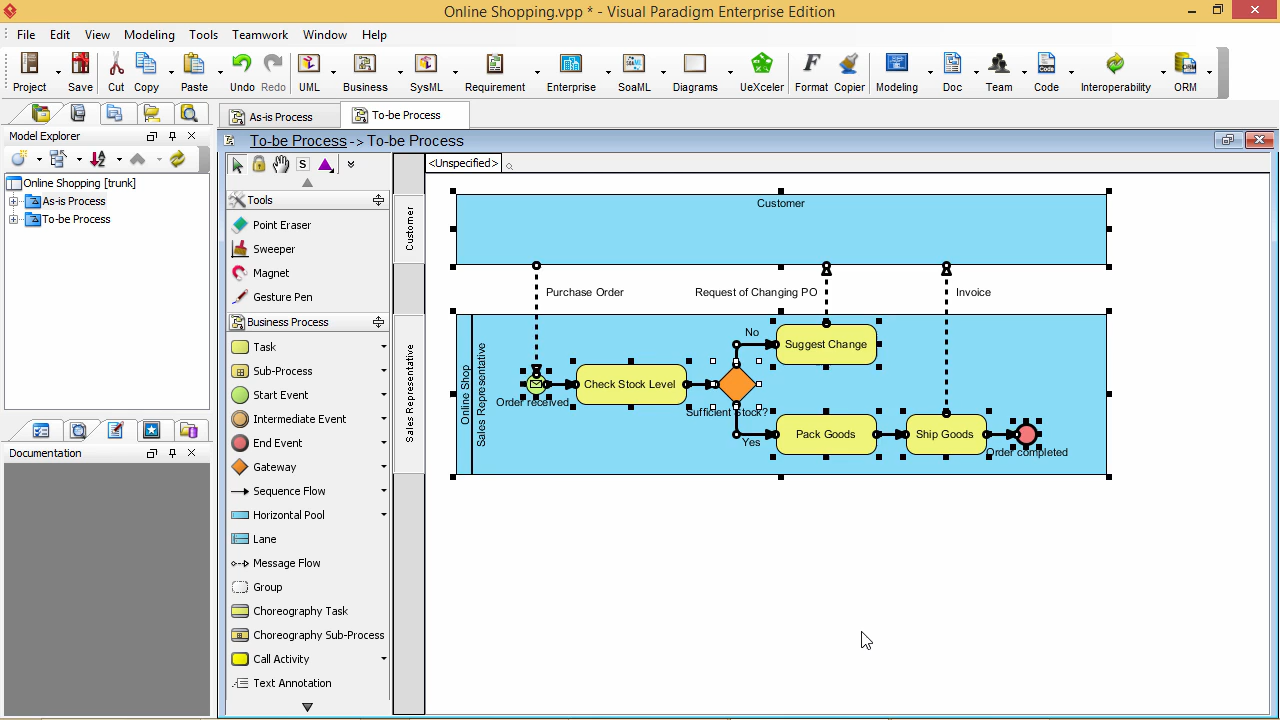 Online Shopping.vpp * - Visual Paradigm Enterprise Edition
File Edit View Modeling Tools Teamwork Window Help
Project Save Cut Copy Paste Undo Redo UML Business SysML Requirement Enterprise SoaML Diagrams UeXceler Format Copier Modeling Doc Team Code Interoperability ORM
As-is Process To-be Process
Model Explorer
Online Shopping [trunk]
As-is Process
To-be Process
Documentation
To-be Process -> To-be Process
S
Tools
Point Eraser
Sweeper
Magnet
Gesture Pen
Business Process
Task
Sub-Process
Start Event
Intermediate Event
End Event
Gateway
Sequence Flow
Horizontal Pool
Lane
Message Flow
Group
Choreography Task
Choreography Sub-Process
Call Activity
Text Annotation
<Unspecified>
Customer
Sales Representative
Customer
Purchase Order
Request of Changing PO
Invoice
Online Shop
Sales Representative
Order received
Check Stock Level
Sufficient Stock?
No
Suggest Change
Yes
Pack Goods
Ship Goods
Order completed